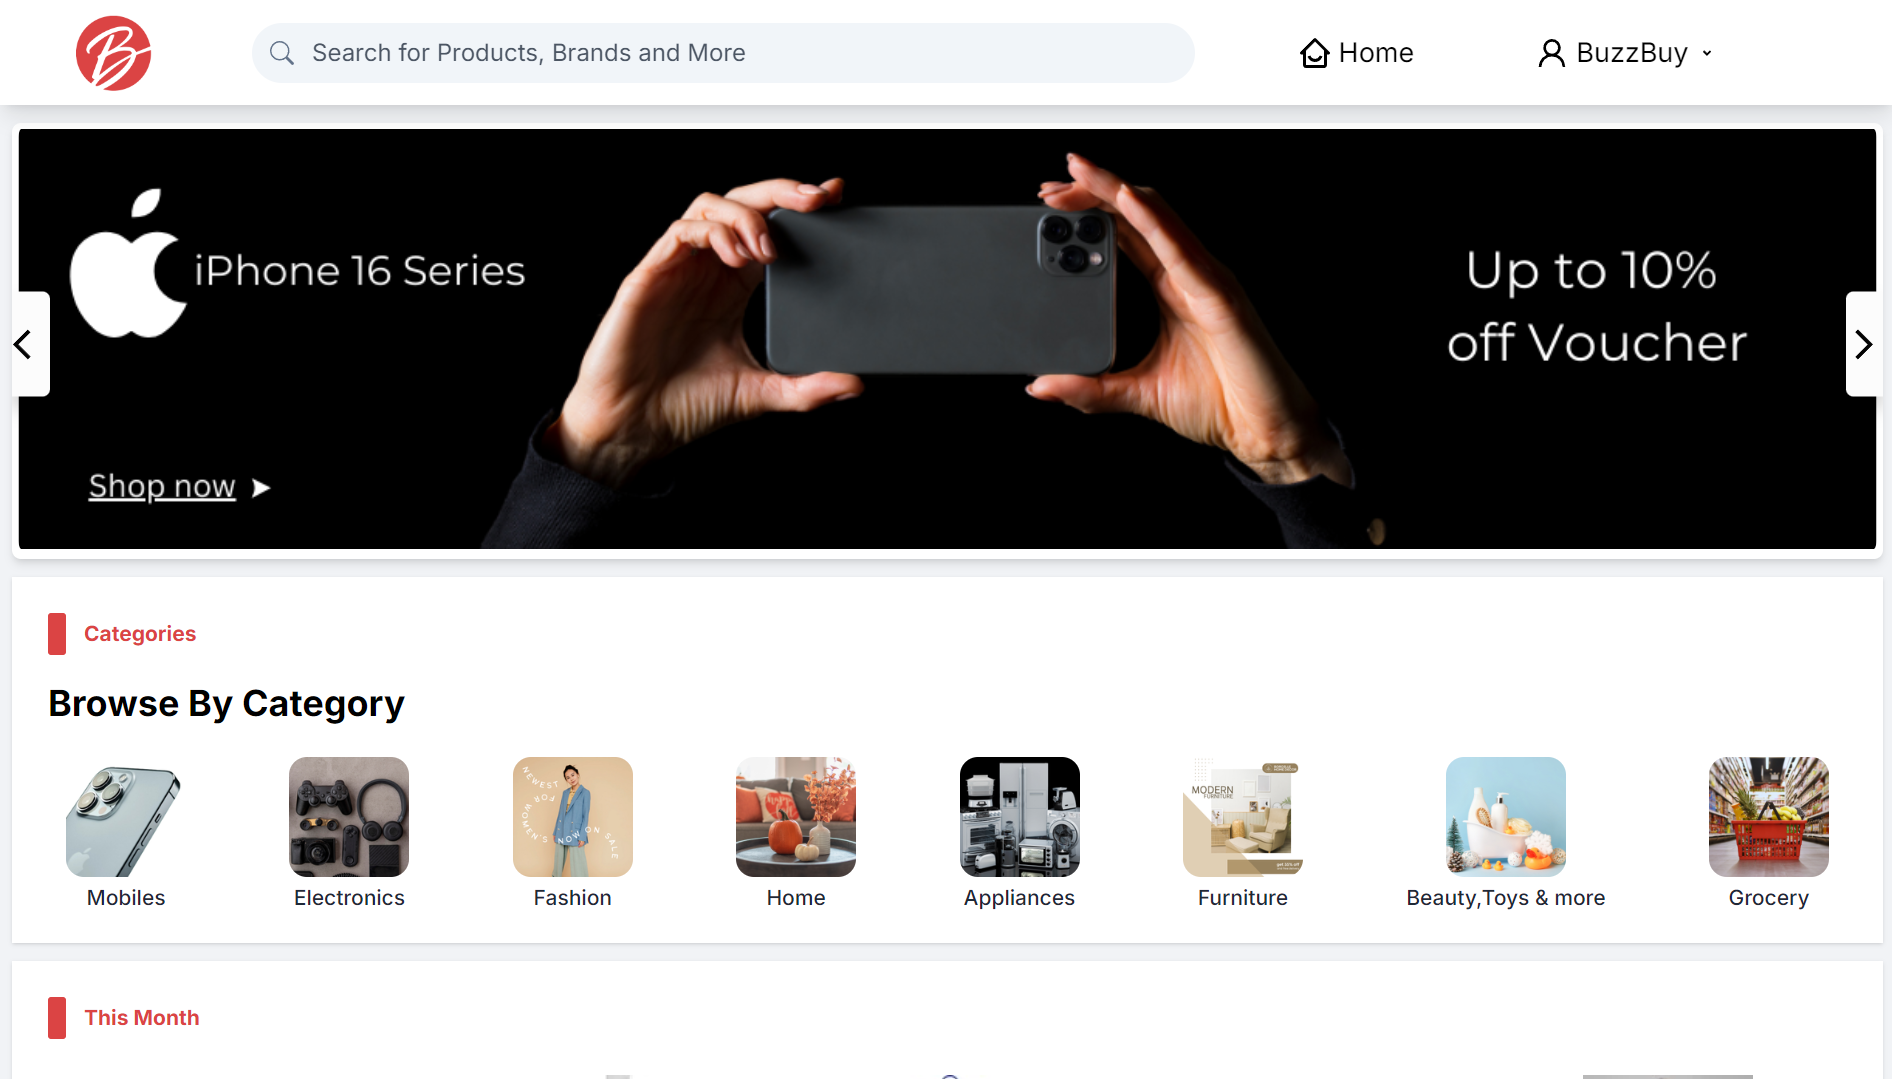 B
Search for Products, Brands and More
Home
BuzzBuy
iPhone 16 Series
Up to 10%
off Voucher
Shop now
Categories
Browse By Category
NEWEST
FOR
WOMEN'S
NOW ON SALE
MODERN
FURNITURE
Mobiles
Electronics
Fashion
Home
Appliances
Furniture
Beauty,Toys & more
Grocery
This Month